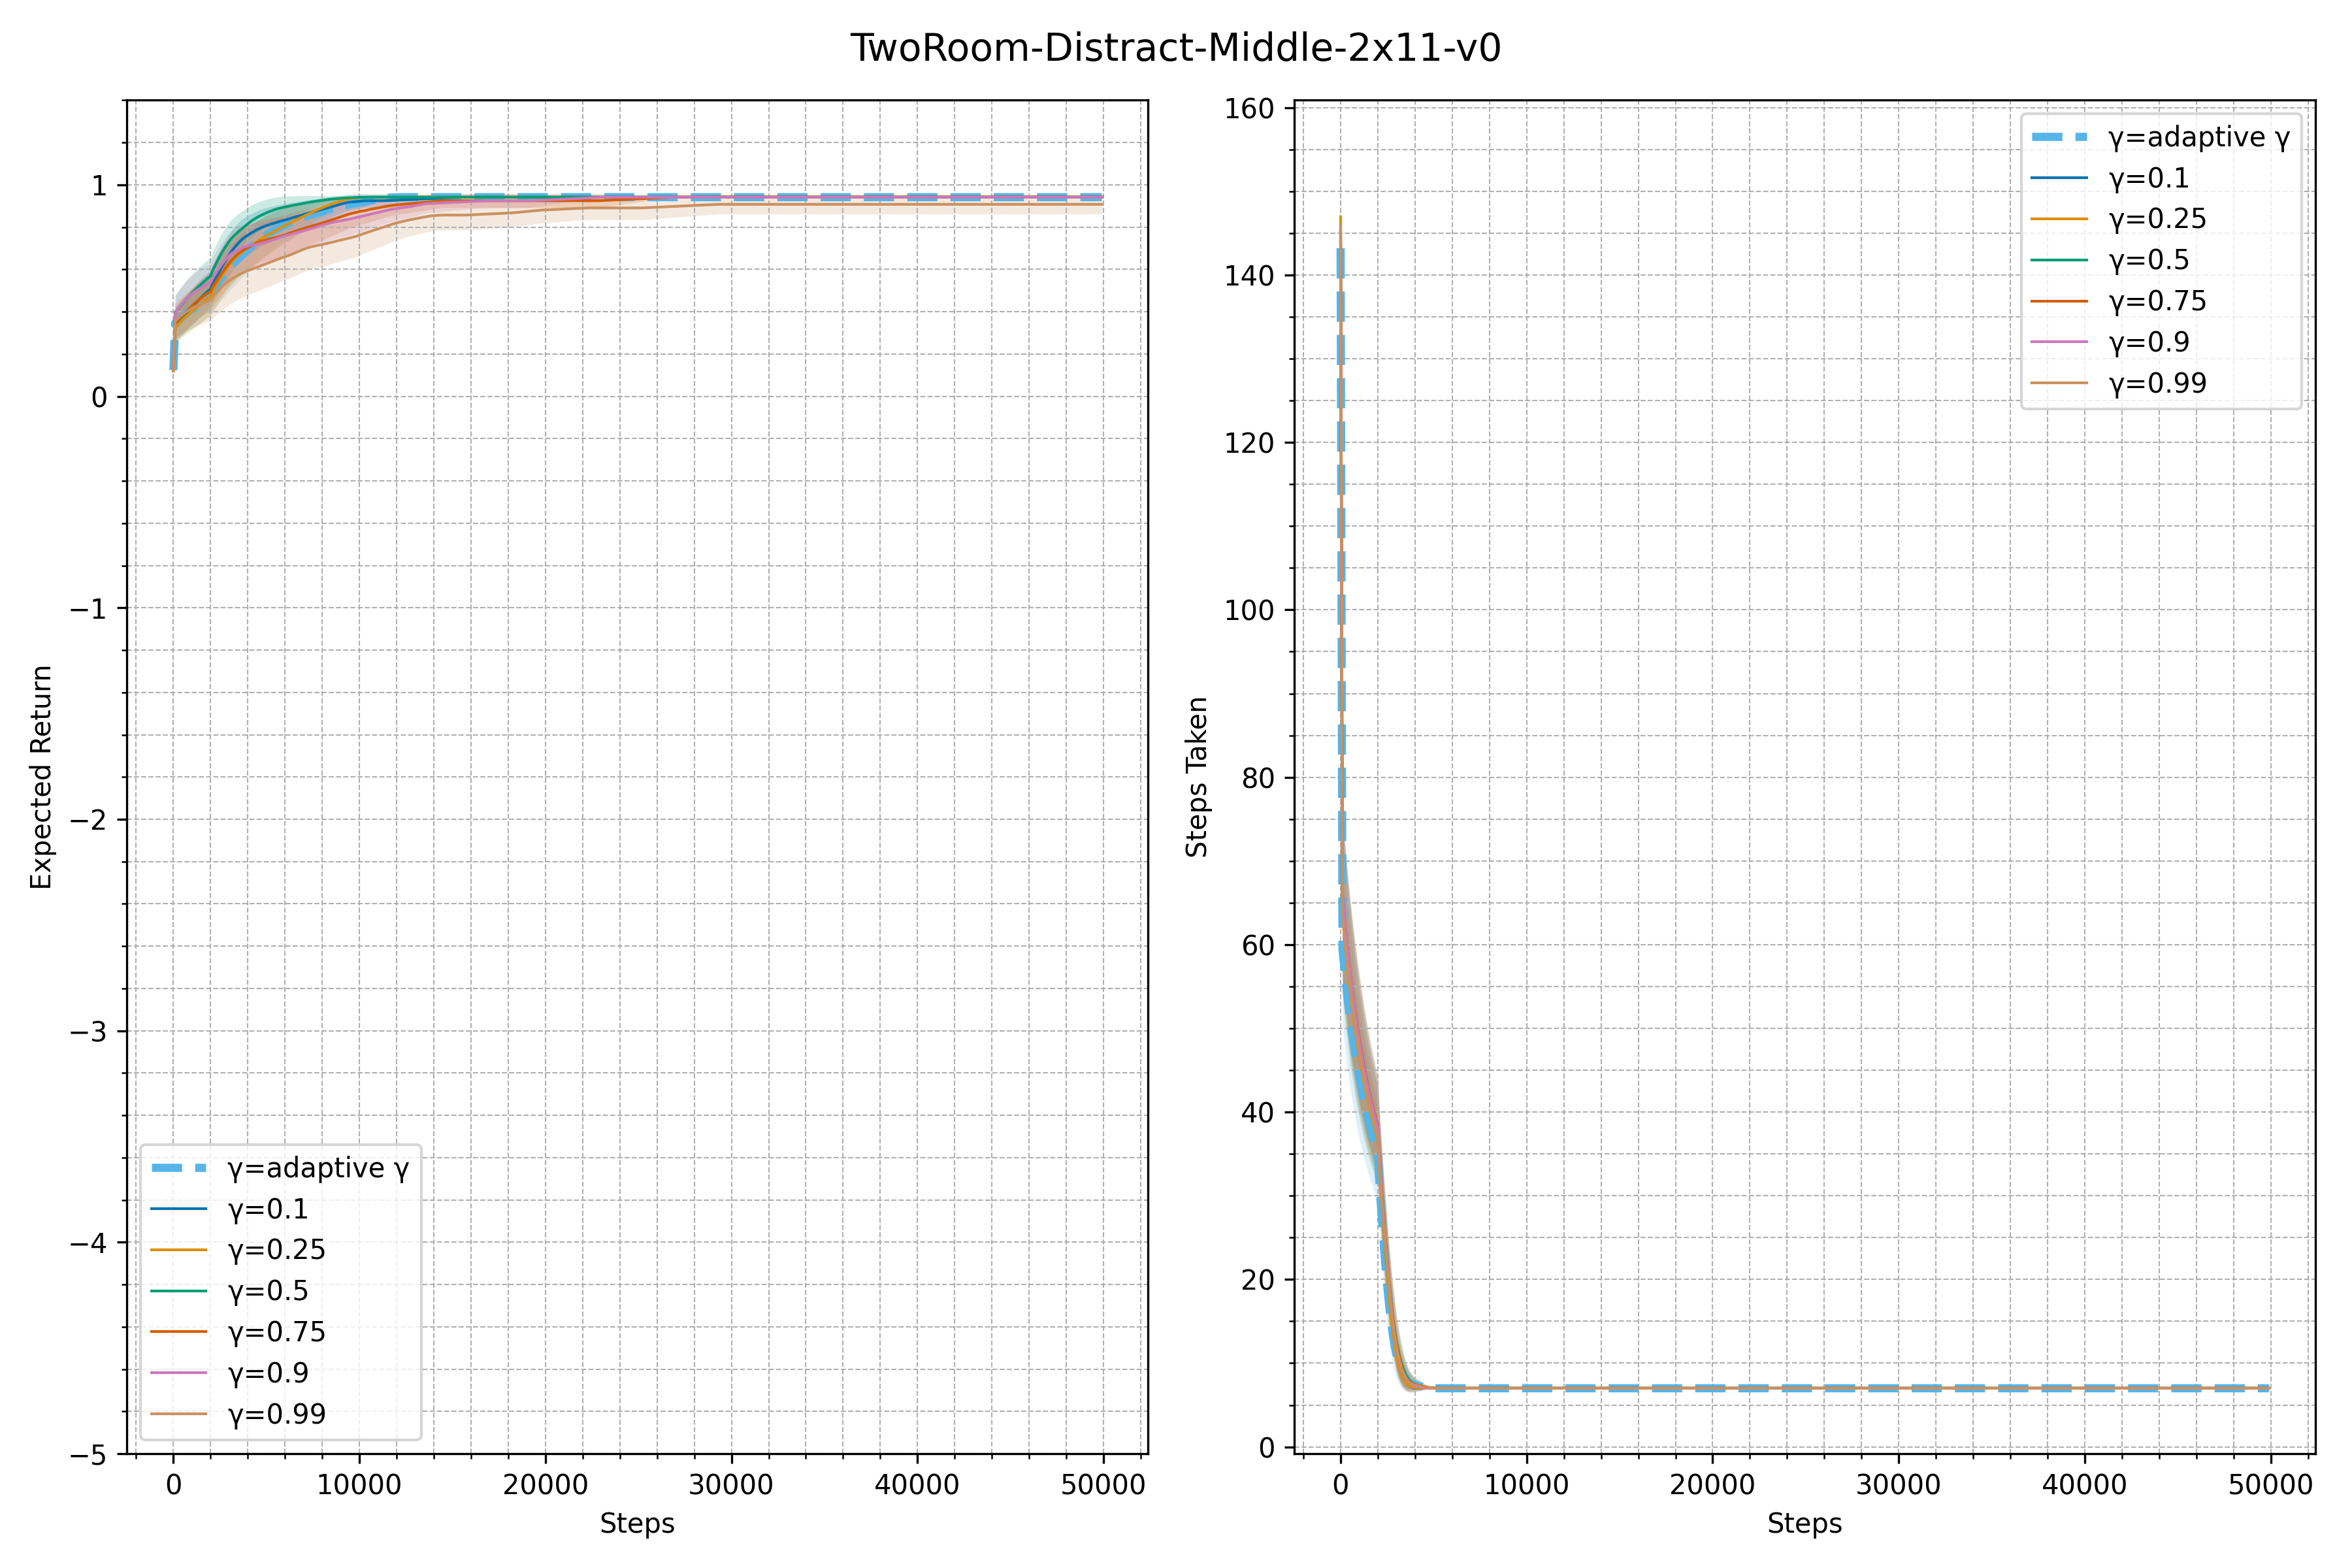 TwoRoom-Distract-Middle-2x11-v0
Expected Return
1
0
−1
−2
−3
−4
−5
γ=adaptive γ
γ=0.1
γ=0.25
γ=0.5
γ=0.75
γ=0.9
γ=0.99
0 10000 20000 30000 40000 50000
Steps
Steps Taken
160
140
120
100
80
60
40
20
0
γ=adaptive γ
γ=0.1
γ=0.25
γ=0.5
γ=0.75
γ=0.9
γ=0.99
0 10000 20000 30000 40000 50000
Steps